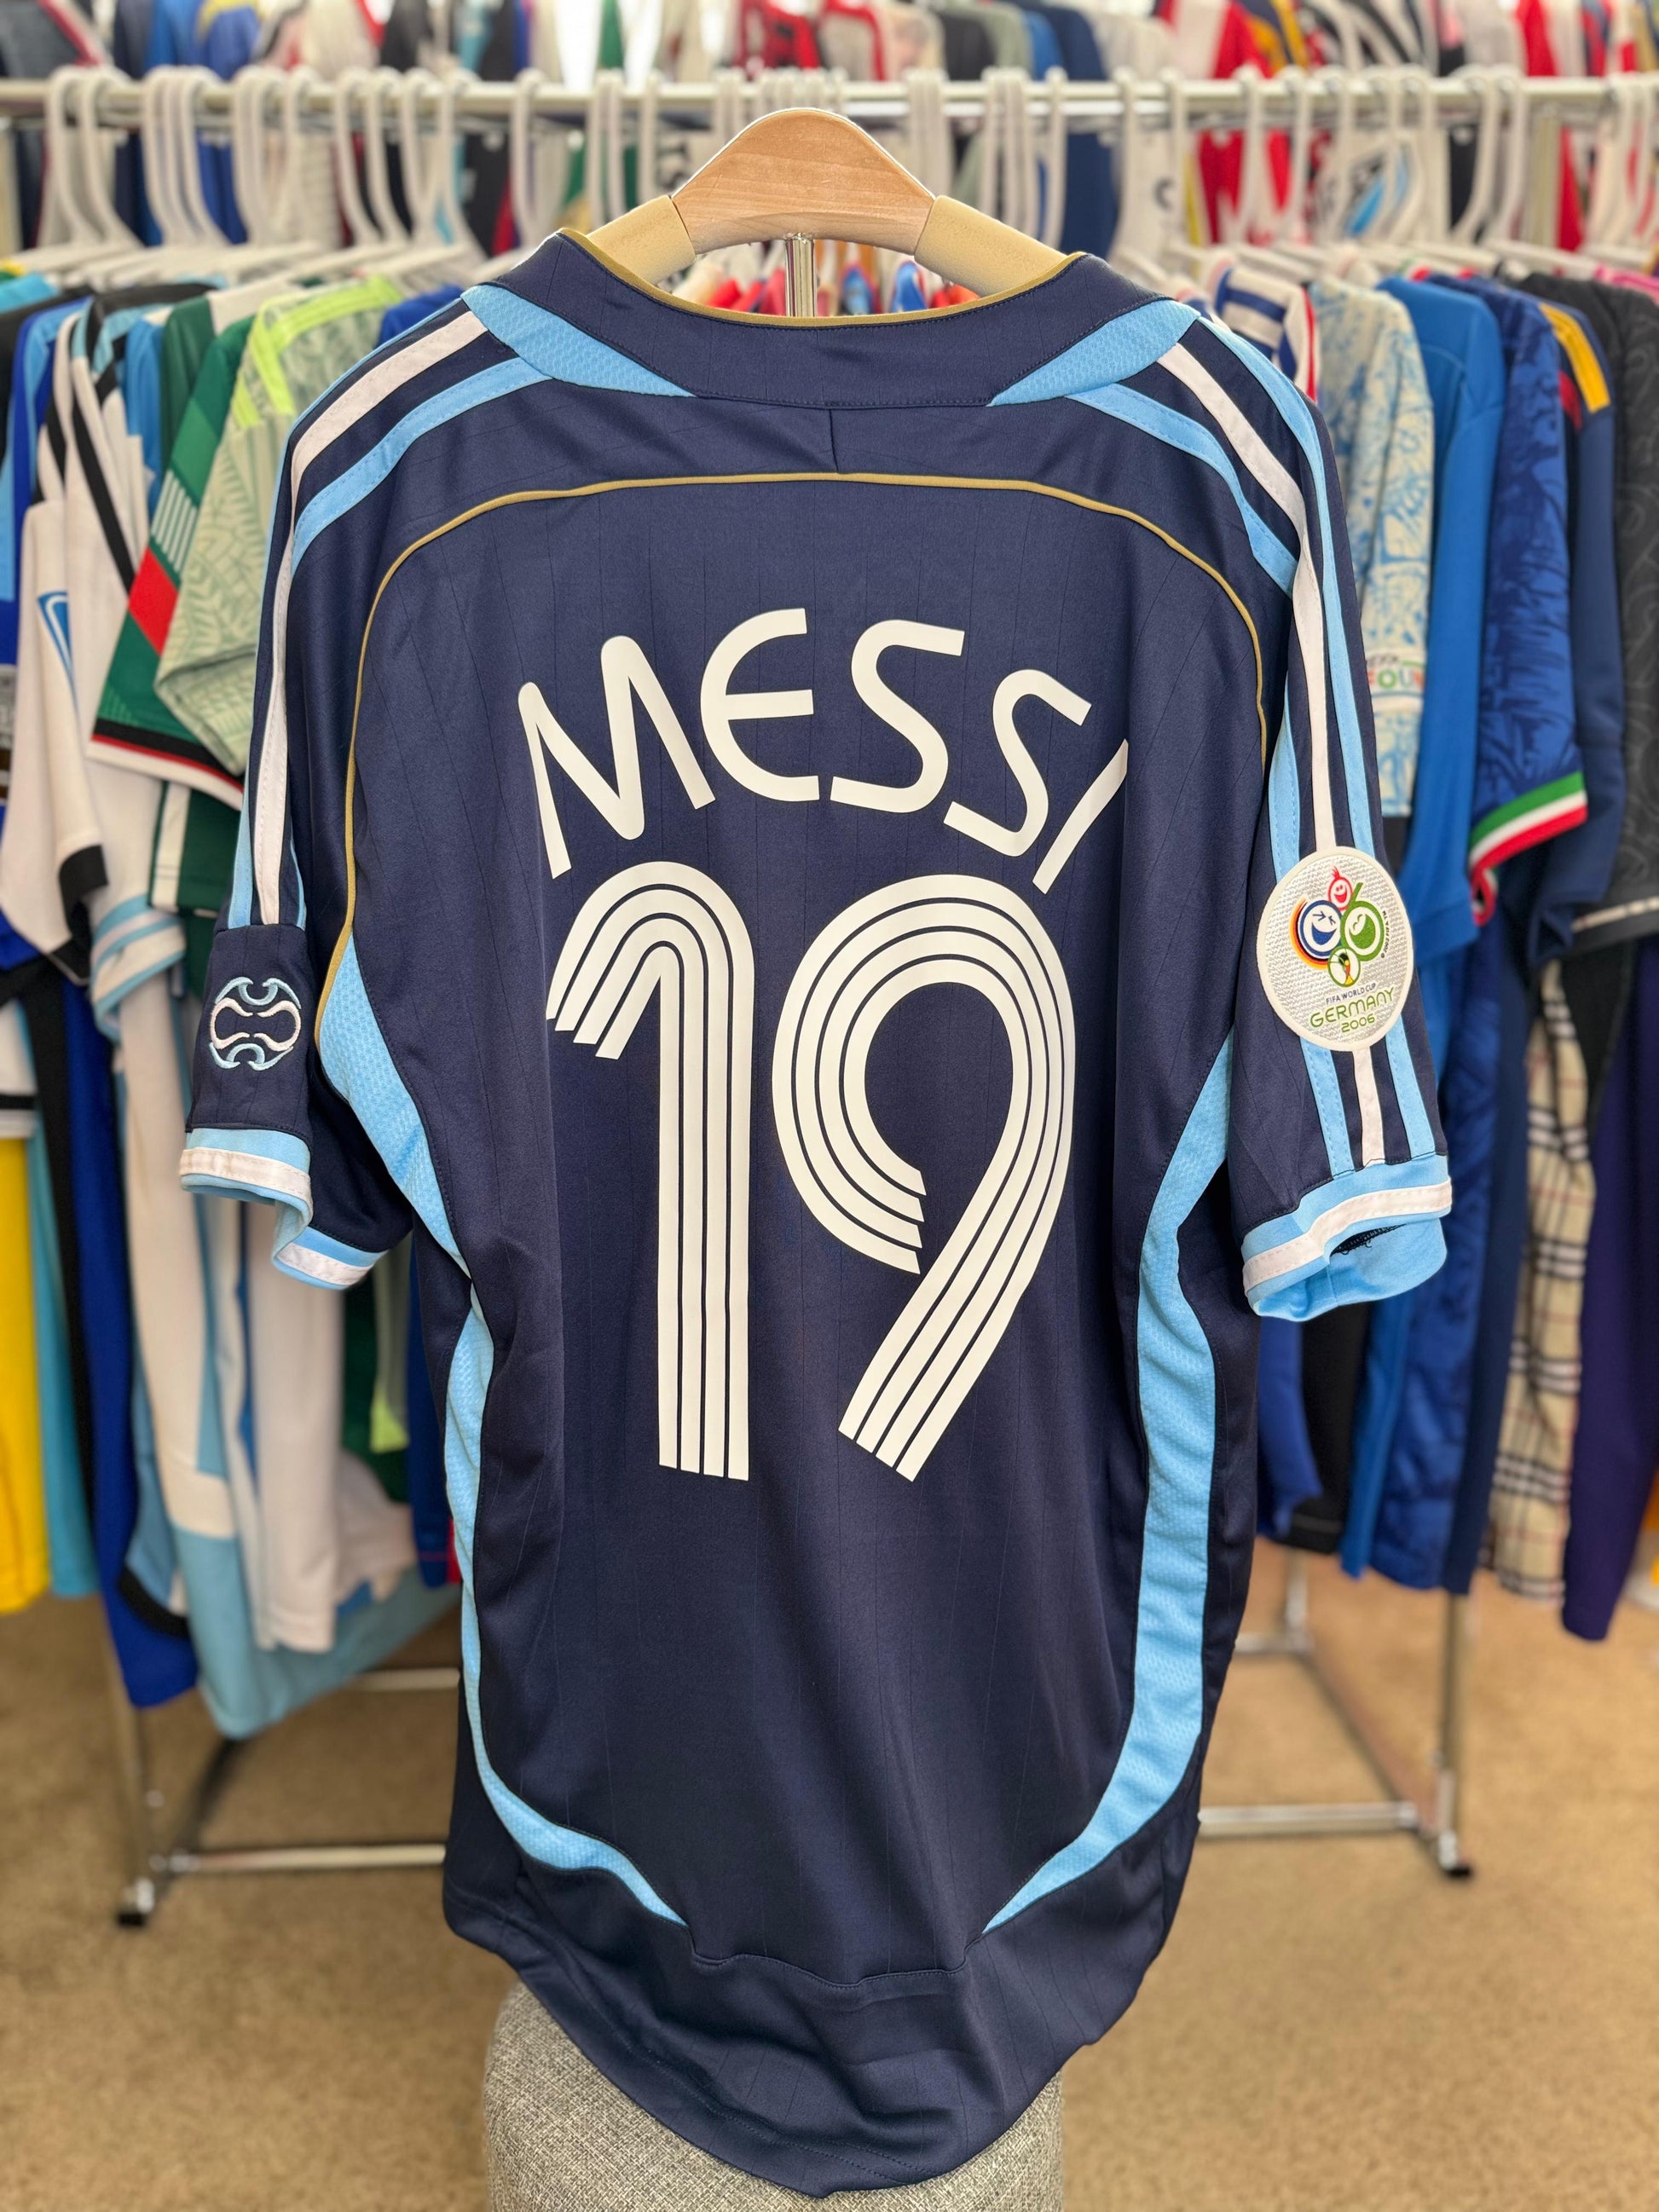 MESSI
19
FIFA WORLD CUP
GERMANY
2006